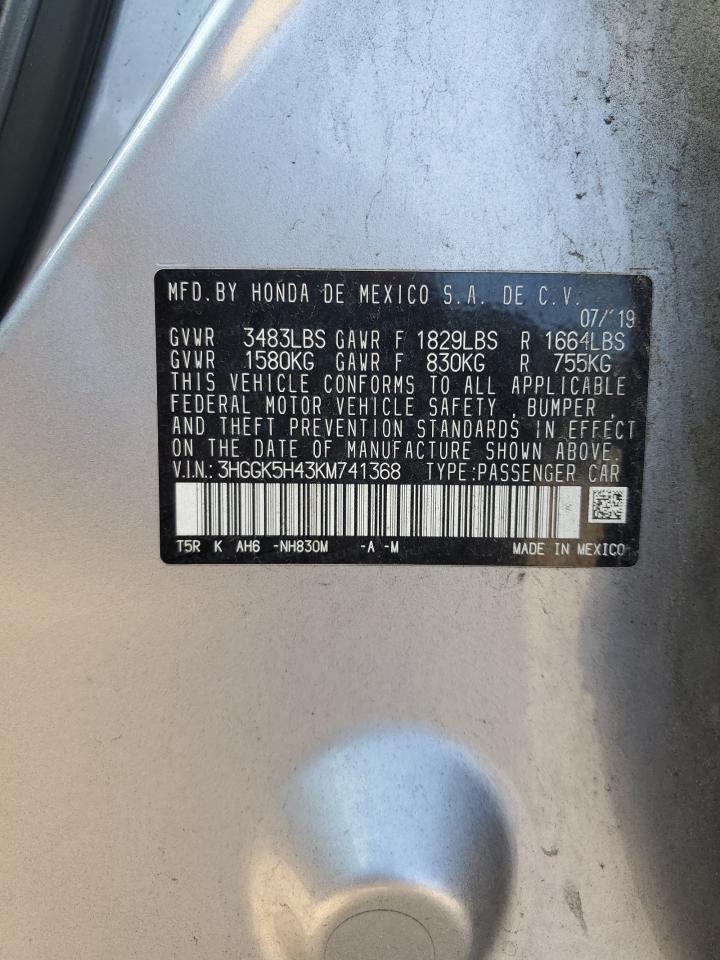 MFD.BY HONDA DE MEXICO S.A. DE C.V.
07/'19
GVWR 3483LBS GAWR F 1829LBS R 1664LBS
GVWR 1580KG GAWR F 830KG R 755KG
THIS VEHICLE CONFORMS TO ALL APPLICABLE
FEDERAL MOTOR VEHICLE SAFETY , BUMPER ,
AND THEFT PREVENTION STANDARDS IN EFFECT
ON THE DATE OF MANUFACTURE SHOWN ABOVE.
V.I.N.: 3HGGK5H43KM741368 TYPE:PASSENGER CAR
T5R K AH6 -NH830M -A -M MADE IN MEXICO